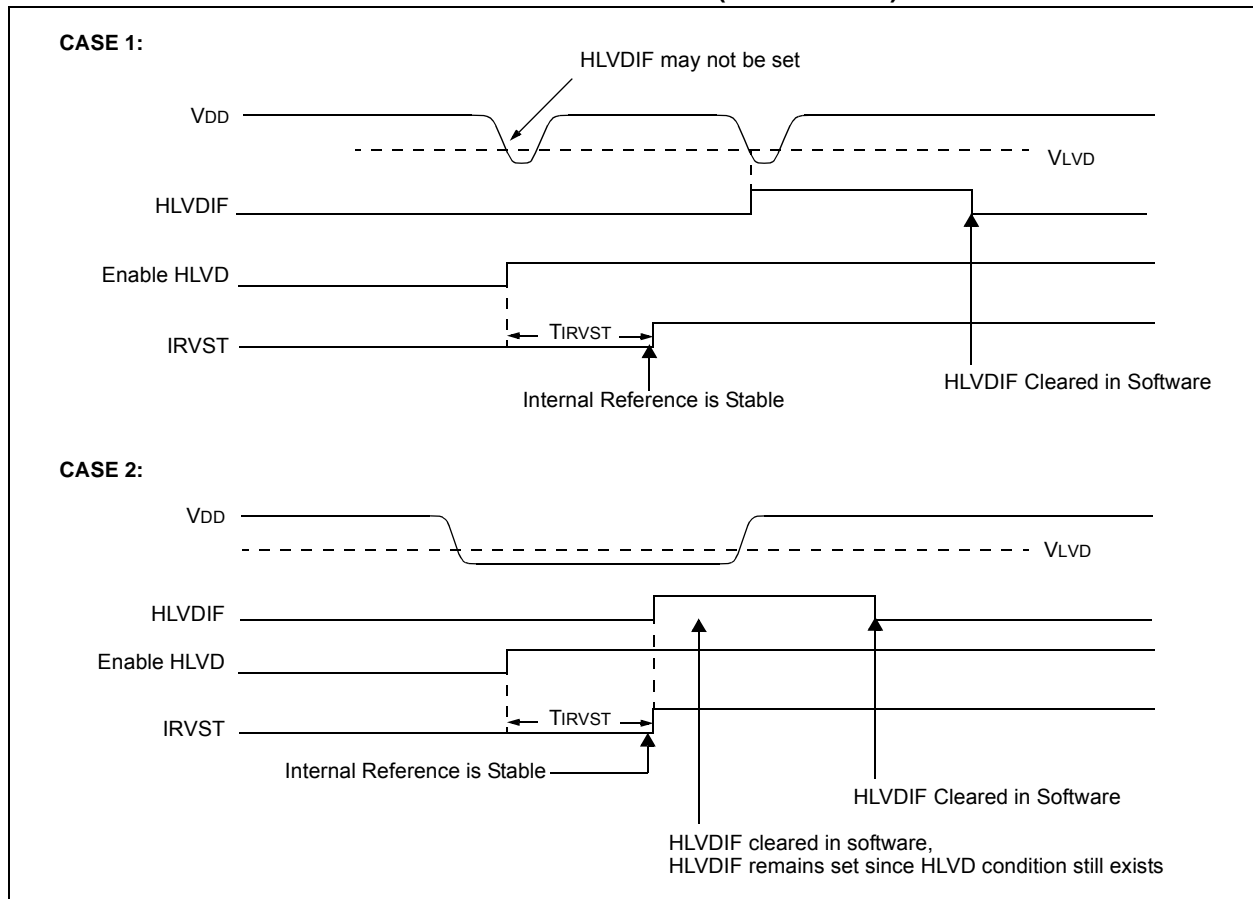 CASE 1:
HLVDIF may not be set
VDD
VLVD
HLVDIF
Enable HLVD
TIRVST
IRVST
HLVDIF Cleared in Software
Internal Reference is Stable
CASE 2:
VDD
VLVD
HLVDIF
Enable HLVD
TIRVST
IRVST
Internal Reference is Stable
HLVDIF Cleared in Software
HLVDIF cleared in software,
HLVDIF remains set since HLVD condition still exists